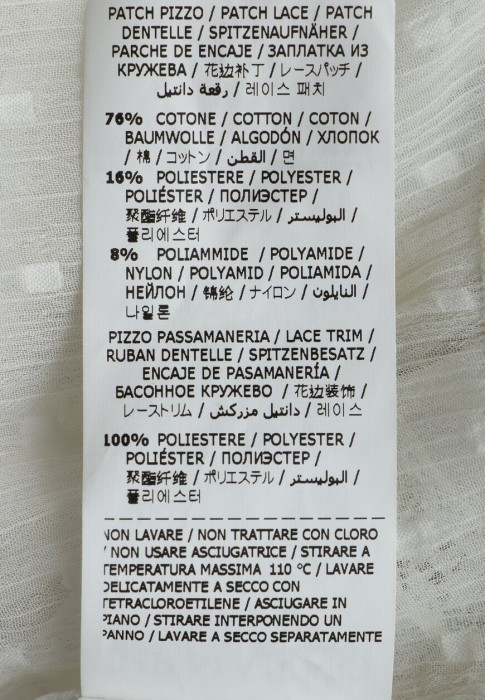 PATCH PIZZO / PATCH LACE / PATCH
DENTELLE / SPITZENAUFNÄHER /
PARCHE DE ENCAJE / ЗАПЛАТКА ИЗ
КРУЖЕВА / 花边补丁 / レースパッチ /
رقعة دانتيل / 레이스 패치
76% COTONE / COTTON / COTON /
BAUMWOLLE / ALGODÓN / ХЛОПОК
/ 棉 / コットン / القطن / 면
16% POLIESTERE / POLYESTER /
POLIÉSTER / ПОЛИЭСТЕР /
聚酯纤维 / ポリエステル / البوليستر /
폴리에스터
8% POLIAMMIDE / POLYAMIDE /
NYLON / POLYAMID / POLIAMIDA /
НЕЙЛОН / 锦纶 / ナイロン / النايلون /
나일론
PIZZO PASSAMANERIA / LACE TRIM /
RUBAN DENTELLE / SPITZENBESATZ /
ENCAJE DE PASAMANERÍA /
БАСОННОЕ КРУЖЕВО / 花边装饰 /
レーストリム / دانتيل مزركش / 레이스
100% POLIESTERE / POLYESTER /
POLIÉSTER / ПОЛИЭСТЕР /
聚酯纤维 / ポリエステル / البوليستر /
폴리에스터
NON LAVARE / NON TRATTARE CON CLORO
/ NON USARE ASCIUGATRICE / STIRARE A
TEMPERATURA MASSIMA 110 °C / LAVARE
DELICATAMENTE A SECCO CON
TETRACLOROETILENE / ASCIUGARE IN
PIANO / STIRARE INTERPONENDO UN
PANNO / LAVARE A SECCO SEPARATAMENTE